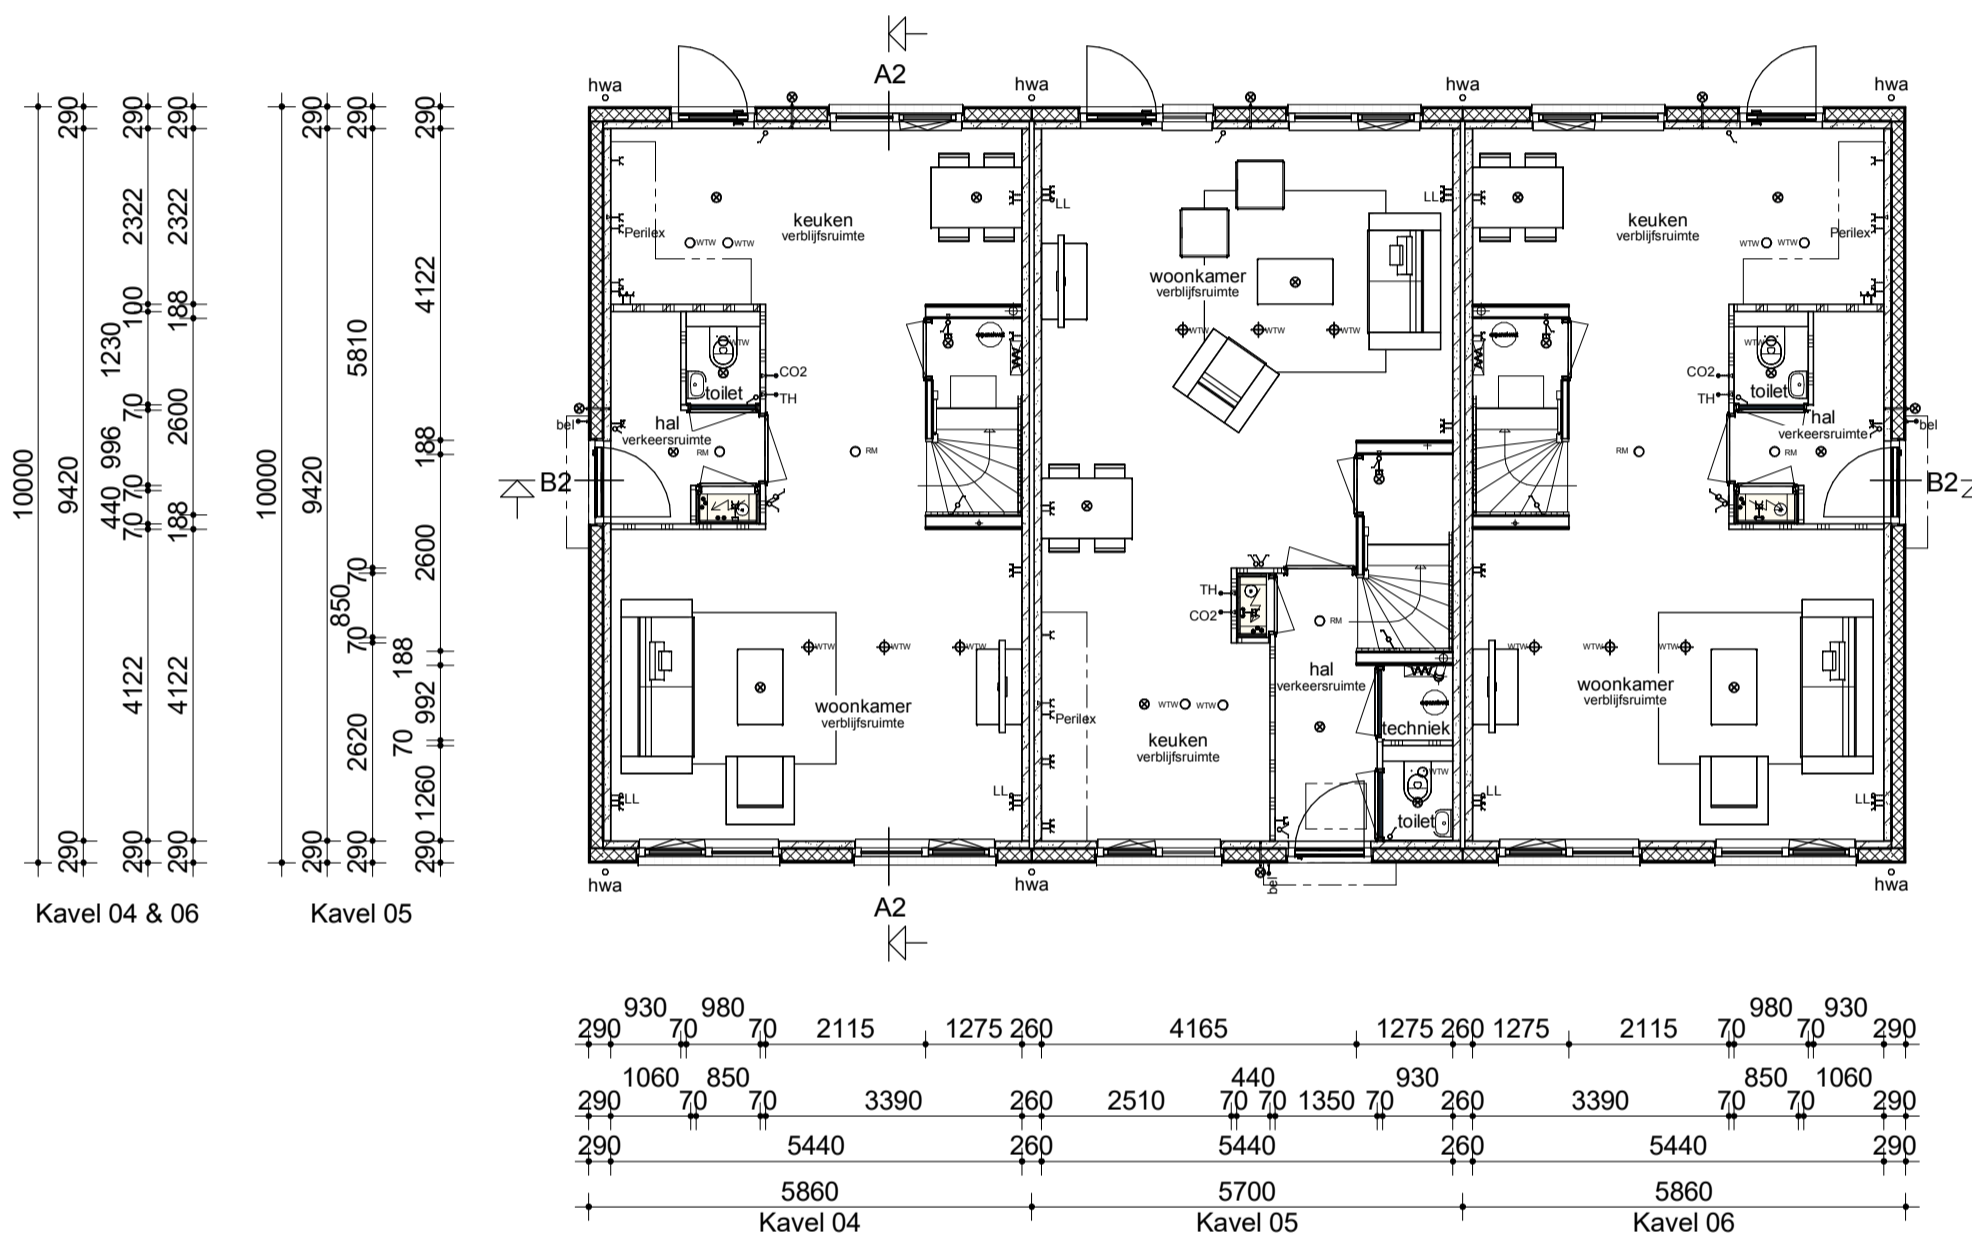 A2
hwa
hwa
hwa
hwa
290
290
290
290
290
290
290
10000
9420
2322
2322
100
188
1230
70
996
2600
70
440
70
188
4122
4122
290
290
290
Kavel 04 & 06
10000
9420
5810
4122
188
2600
70
850
70
188
992
2620
70
1260
290
290
290
Kavel 05
keuken
verblijfsruimte
Perilex
WTW
WTW
WTW
toilet
CO2
TH
hal
verkeersruimte
RM
RM
bel
B2
WTW
WTW
WTW
woonkamer
verblijfsruimte
LL
LL
LL
LL
woonkamer
verblijfsruimte
WTW
WTW
WTW
TH
CO2
RM
hal
verkeersruimte
Perilex
WTW
WTW
keuken
verblijfsruimte
techniek
WTW
toilet
bel
keuken
verblijfsruimte
WTW
WTW
Perilex
WTW
CO2
TH
toilet
hal
verkeersruimte
RM
RM
bel
B2
WTW
WTW
WTW
woonkamer
verblijfsruimte
LL
LL
hwa
hwa
hwa
A2
930 980 980 930
290 70 70 2115 1275 260 4165 1275 260 1275 2115 70 70 290
1060 850 440 930 850 1060
290 70 70 3390 260 2510 70 70 1350 70 260 3390 70 70 290
290 5440 260 5440 260 5440 290
5860 5700 5860
Kavel 04 Kavel 05 Kavel 06